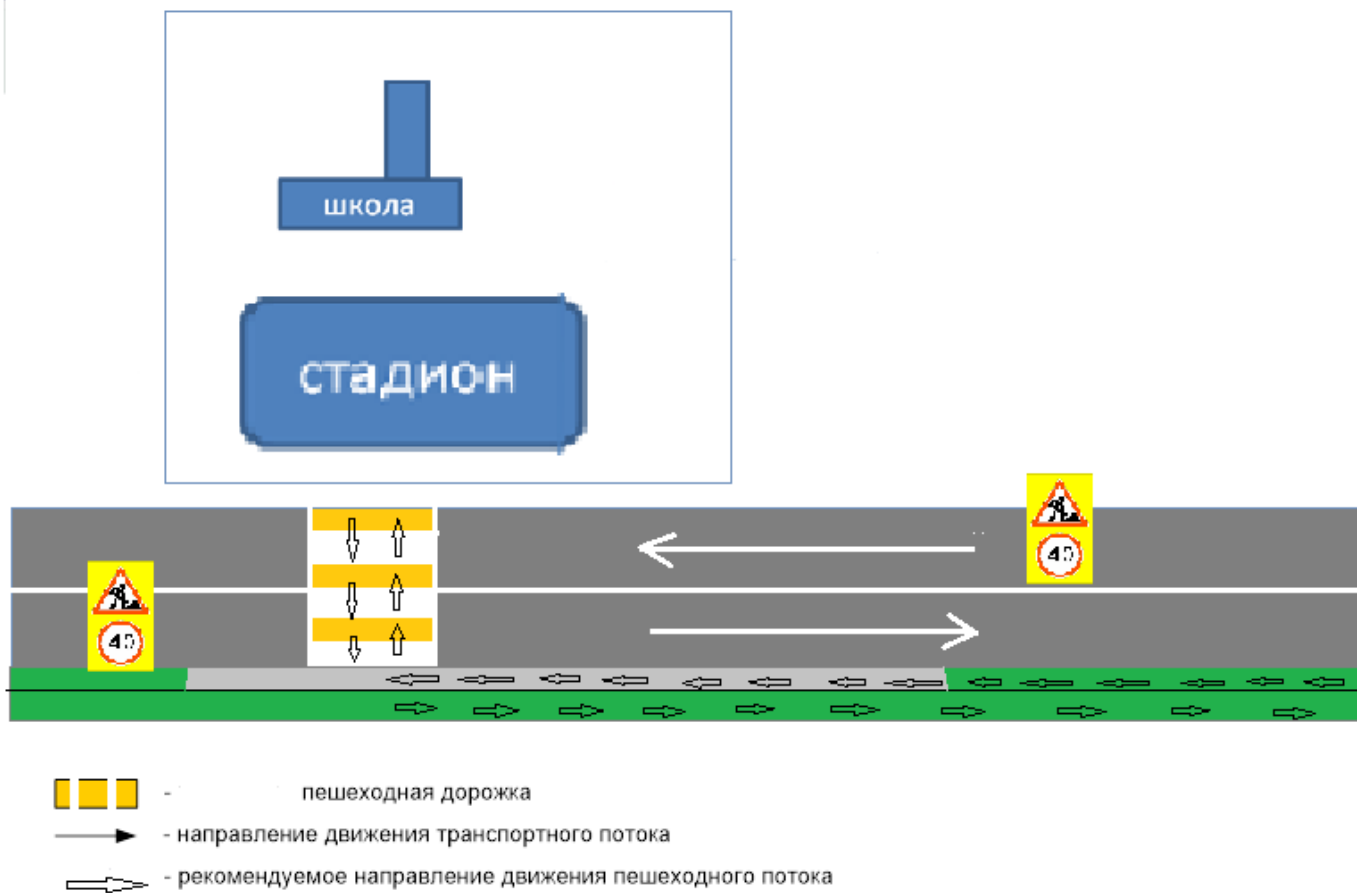 школа
стадион
40
40
- пешеходная дорожка
- направление движения транспортного потока
- рекомендуемое направление движения пешеходного потока